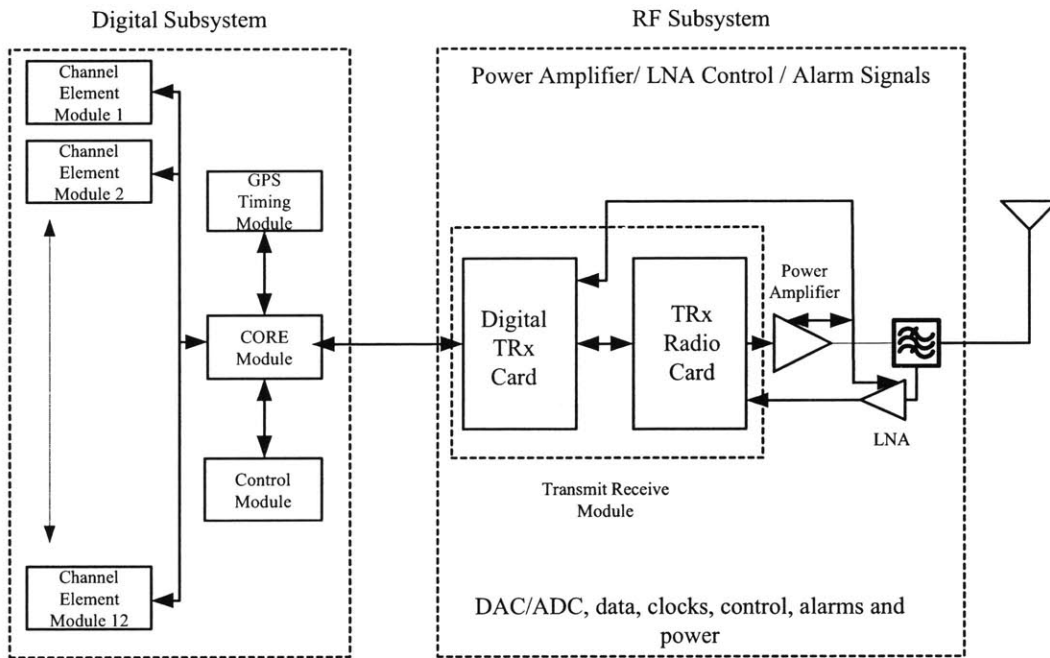 Digital Subsystem
RF Subsystem
Channel
Element
Module 1
Channel
Element
Module 2
GPS
Timing
Module
CORE
Module
Control
Module
Channel
Element
Module 12
Power Amplifier/ LNA Control / Alarm Signals
Digital
TRx
Card
TRx
Radio
Card
Power
Amplifier
LNA
Transmit Receive
Module
DAC/ADC, data, clocks, control, alarms and
power